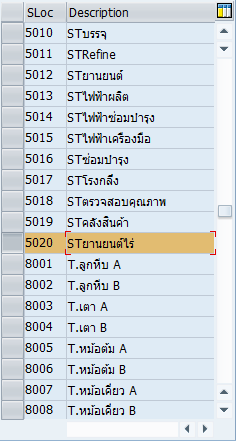 SLoc Description
5010 STบรรจุ
5011 STRefine
5012 STยานยนต์
5013 STไฟฟ้าผลิต
5014 STไฟฟ้าซ่อมบำรุง
5015 STไฟฟ้าเครื่องมือ
5016 STซ่อมบำรุง
5017 STโรงกลึง
5018 STตรวจสอบคุณภาพ
5019 STคลังสินค้า
5020 STยานยนต์ไร่
8001 T.ลูกหีบ A
8002 T.ลูกหีบ B
8003 T.เตา A
8004 T.เตา B
8005 T.หม้อต้ม A
8006 T.หม้อต้ม B
8007 T.หม้อเคี่ยว A
8008 T.หม้อเคี่ยว B